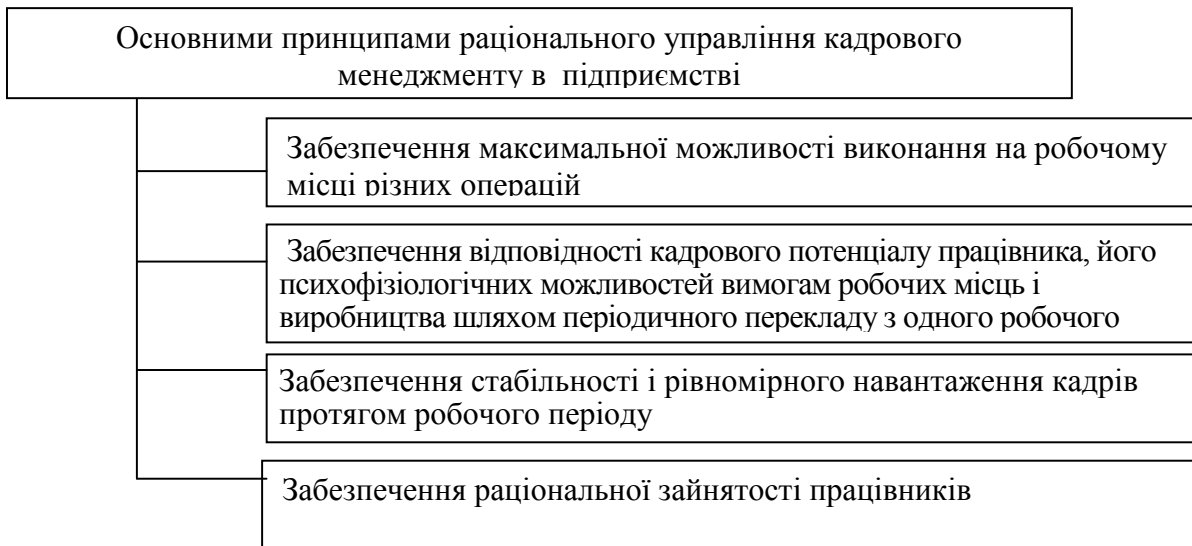 Основними принципами раціонального управління кадрового
менеджменту в підприємстві
Забезпечення максимальної можливості виконання на робочому
місці різних операцій
Забезпечення відповідності кадрового потенціалу працівника, його
психофізіологічних можливостей вимогам робочих місць і
виробництва шляхом періодичного перекладу з одного робочого
Забезпечення стабільності і рівномірного навантаження кадрів
протягом робочого періоду
Забезпечення раціональної зайнятості працівників